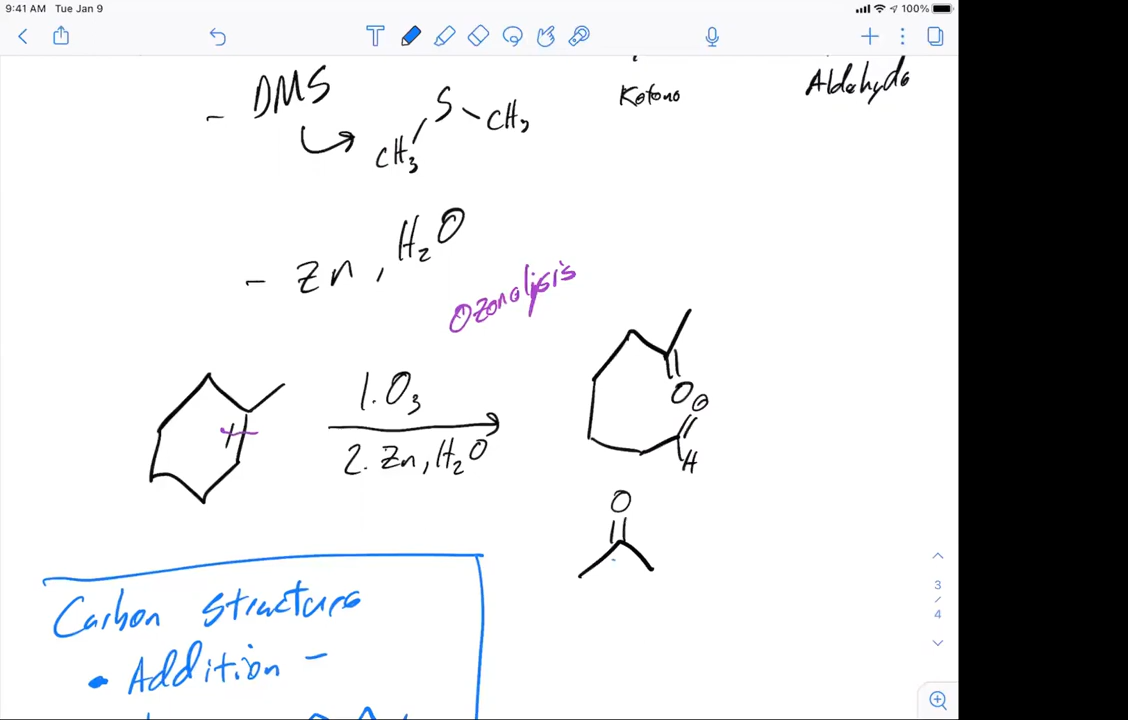 9:41 AM Tue Jan 9
100%
T
- DMS
S
CH3
CH3
Ketone
Aldehyde
- Zn, H2O
Ozonolysis
1. O3
2. Zn, H2O
O
O
H
O
3
/
4
Carbon structure
• Addition -